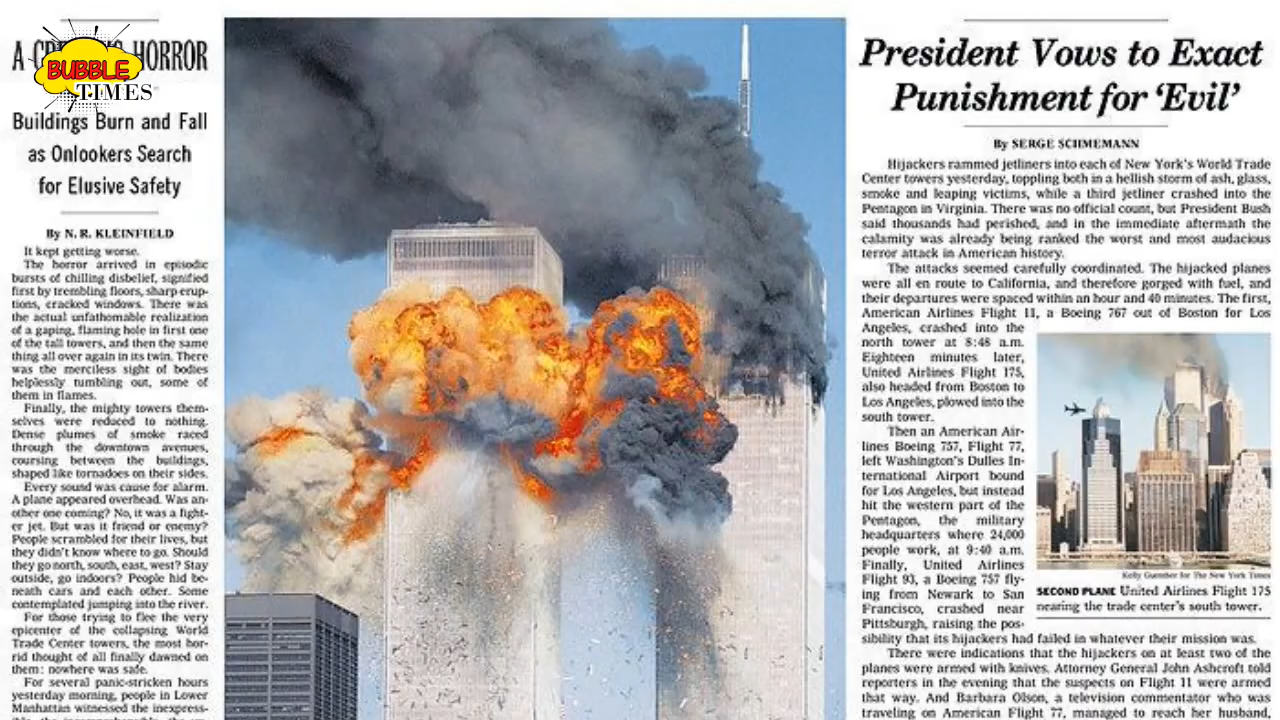 A CREEPING HORROR
BUBBLE
TIMES
Buildings Burn and Fall
as Onlookers Search
for Elusive Safety
By N. R. KLEINFIELD
It kept getting worse.
The horror arrived in episodic
bursts of chilling disbelief, signified
first by trembling floors, sharp erup-
tions, cracked windows. There was
the actual unfathomable realization
of a gaping, flaming hole in first one
of the tall towers, and then the same
thing all over again in its twin. There
was the merciless sight of bodies
helplessly tumbling out, some of
them in flames.
Finally, the mighty towers them-
selves were reduced to nothing.
Dense plumes of smoke raced
through the downtown avenues,
coursing between the buildings,
shaped like tornadoes on their sides.
Every sound was cause for alarm.
A plane appeared overhead. Was an-
other one coming? No, it was a fight-
er jet. But was it friend or enemy?
People scrambled for their lives, but
they didn't know where to go. Should
they go north, south, east, west? Stay
outside, go indoors? People hid be-
neath cars and each other. Some
contemplated jumping into the river.
For those trying to flee the very
epicenter of the collapsing World
Trade Center towers, the most hor-
rid thought of all finally dawned on
them: nowhere was safe.
For several panic-stricken hours
yesterday morning, people in Lower
Manhattan witnessed the inexpress-
President Vows to Exact
Punishment for 'Evil'
By SERGE SCHMEMANN
Hijackers rammed jetliners into each of New York's World Trade
Center towers yesterday, toppling both in a hellish storm of ash, glass,
smoke and leaping victims, while a third jetliner crashed into the
Pentagon in Virginia. There was no official count, but President Bush
said thousands had perished, and in the immediate aftermath the
calamity was already being ranked the worst and most audacious
terror attack in American history.
The attacks seemed carefully coordinated. The hijacked planes
were all en route to California, and therefore gorged with fuel, and
their departures were spaced within an hour and 40 minutes. The first,
American Airlines Flight 11, a Boeing 767 out of Boston for Los
Angeles, crashed into the
north tower at 8:48 a.m.
Eighteen minutes later,
United Airlines Flight 175,
also headed from Boston to
Los Angeles, plowed into the
south tower.
Then an American Air-
lines Boeing 757, Flight 77,
left Washington's Dulles In-
ternational Airport bound
for Los Angeles, but instead
hit the western part of the
Pentagon, the military
headquarters where 24,000
people work, at 9:40 a.m.
Finally, United Airlines
Flight 93, a Boeing 757 fly-
ing from Newark to San
Francisco, crashed near
Pittsburgh, raising the pos-
sibility that its hijackers had failed in whatever their mission was.
There were indications that the hijackers on at least two of the
planes were armed with knives. Attorney General John Ashcroft told
reporters in the evening that the suspects on Flight 11 were armed
that way. And Barbara Olson, a television commentator who was
traveling on American Flight 77, managed to reach her husband,
Kelly Guenther for The New York Times
SECOND PLANE United Airlines Flight 175
nearing the trade center's south tower.